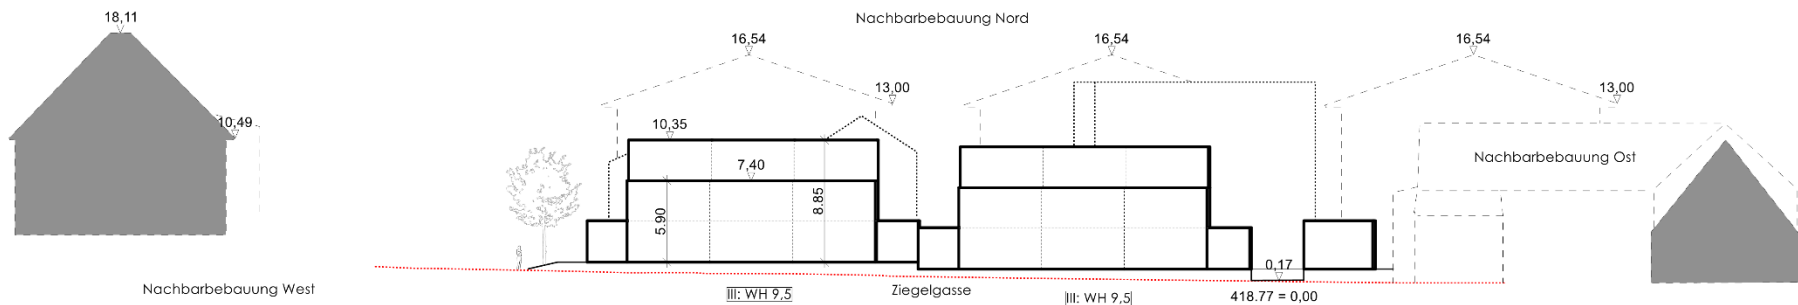 18,11
Nachbarbebauung Nord
16,54
16,54
16,54
13,00
13,00
10,49
10,35
7,40
Nachbarbebauung Ost
5.90
8.85
0,17
Nachbarbebauung West
III: WH 9,5
Ziegelgasse
III: WH 9,5
418.77 = 0,00